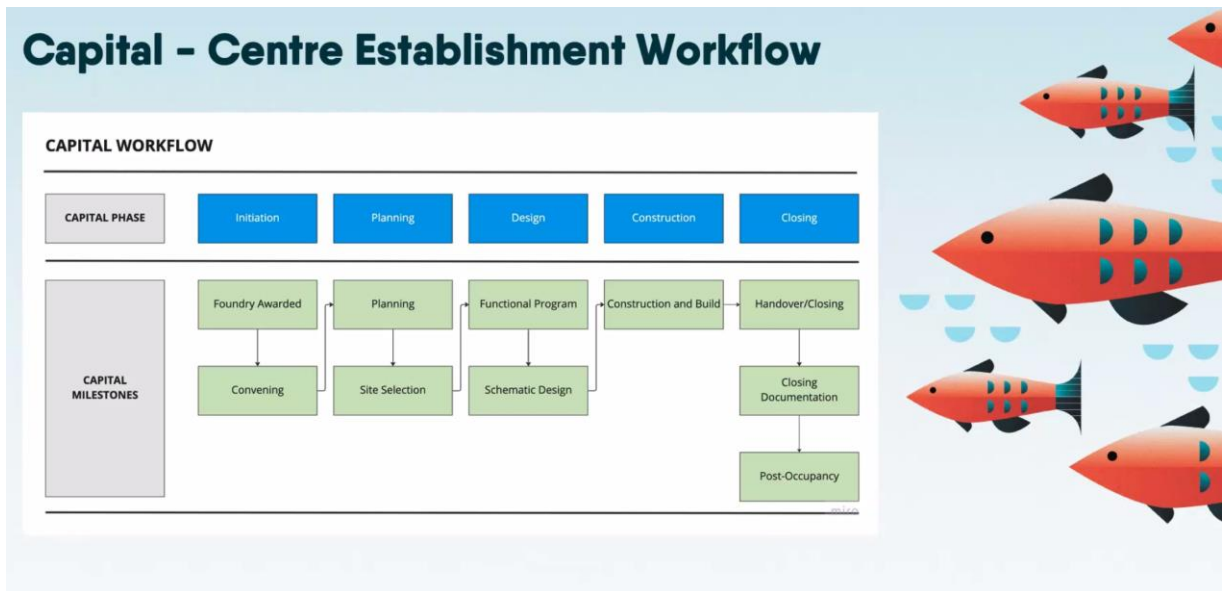 Capital – Centre Establishment Workflow
CAPITAL WORKFLOW
CAPITAL PHASE
Initiation
Planning
Design
Construction
Closing
CAPITAL
MILESTONES
Foundry Awarded
Planning
Functional Program
Construction and Build
Handover/Closing
Convening
Site Selection
Schematic Design
Closing
Documentation
Post-Occupancy
miro